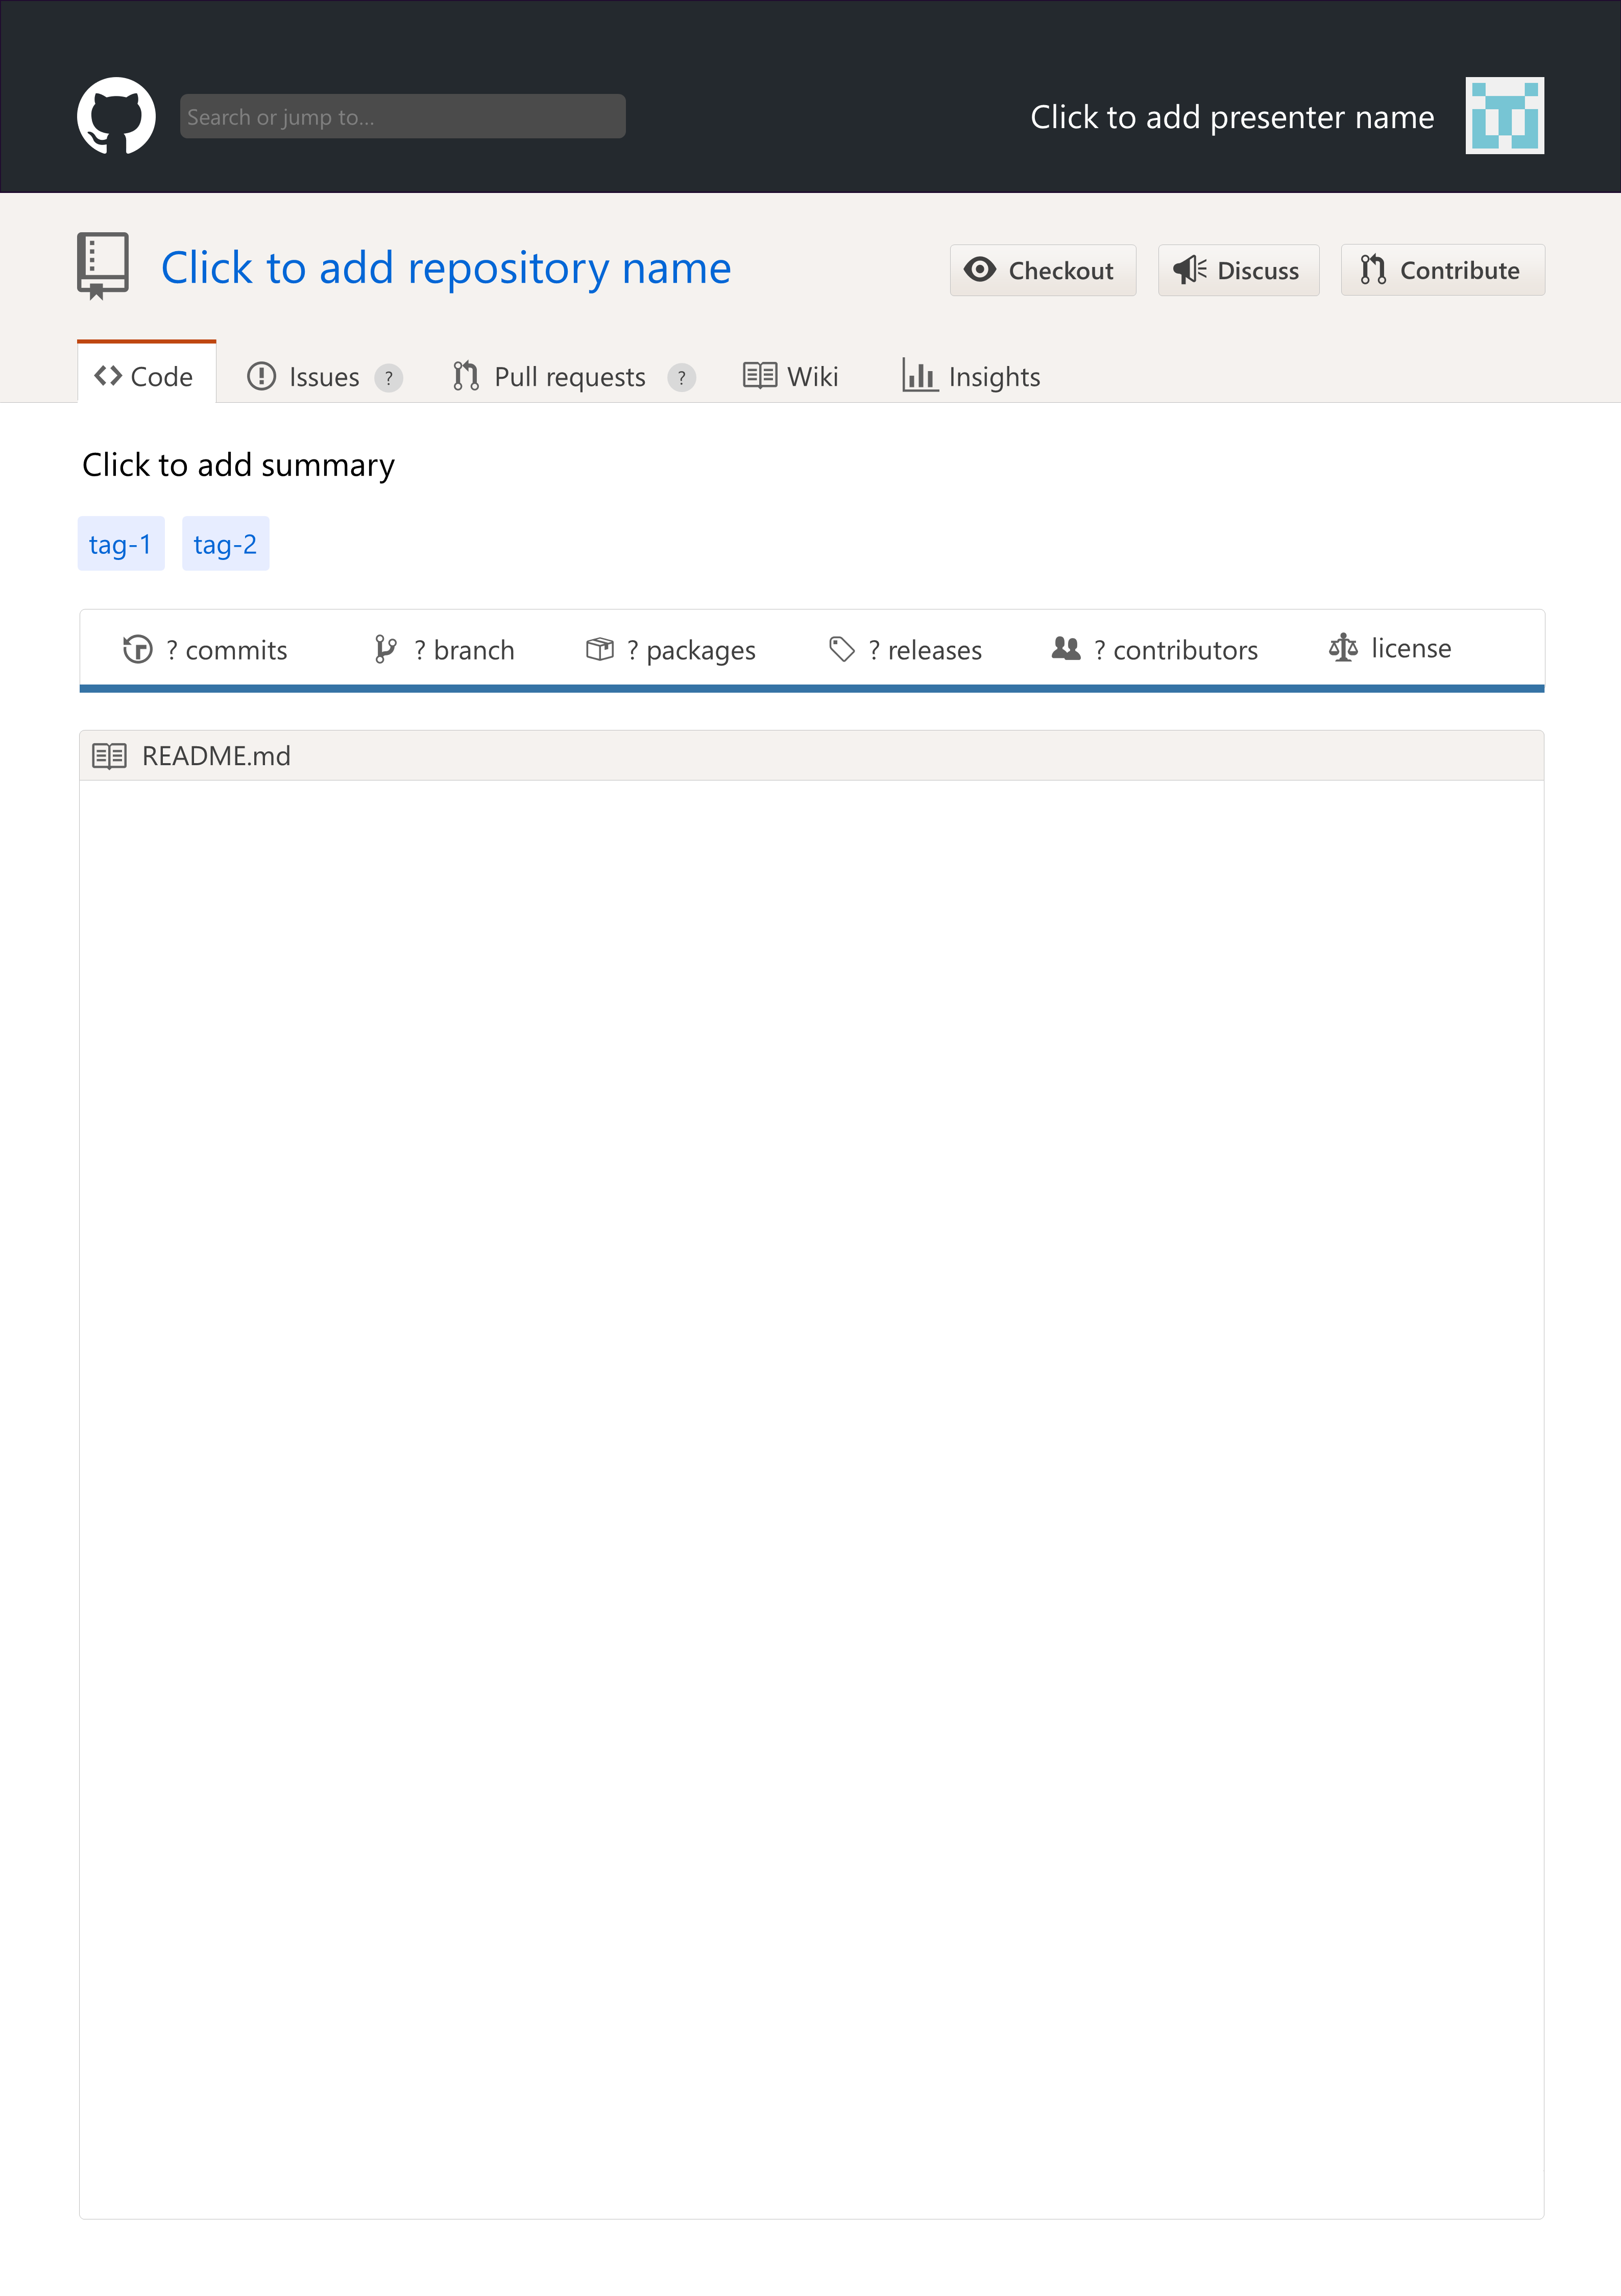 Search or jump to...
Click to add presenter name
Click to add repository name
Checkout
Discuss
Contribute
Code
Issues ?
Pull requests ?
Wiki
Insights
Click to add summary
tag-1
tag-2
? commits
? branch
? packages
? releases
? contributors
license
README.md